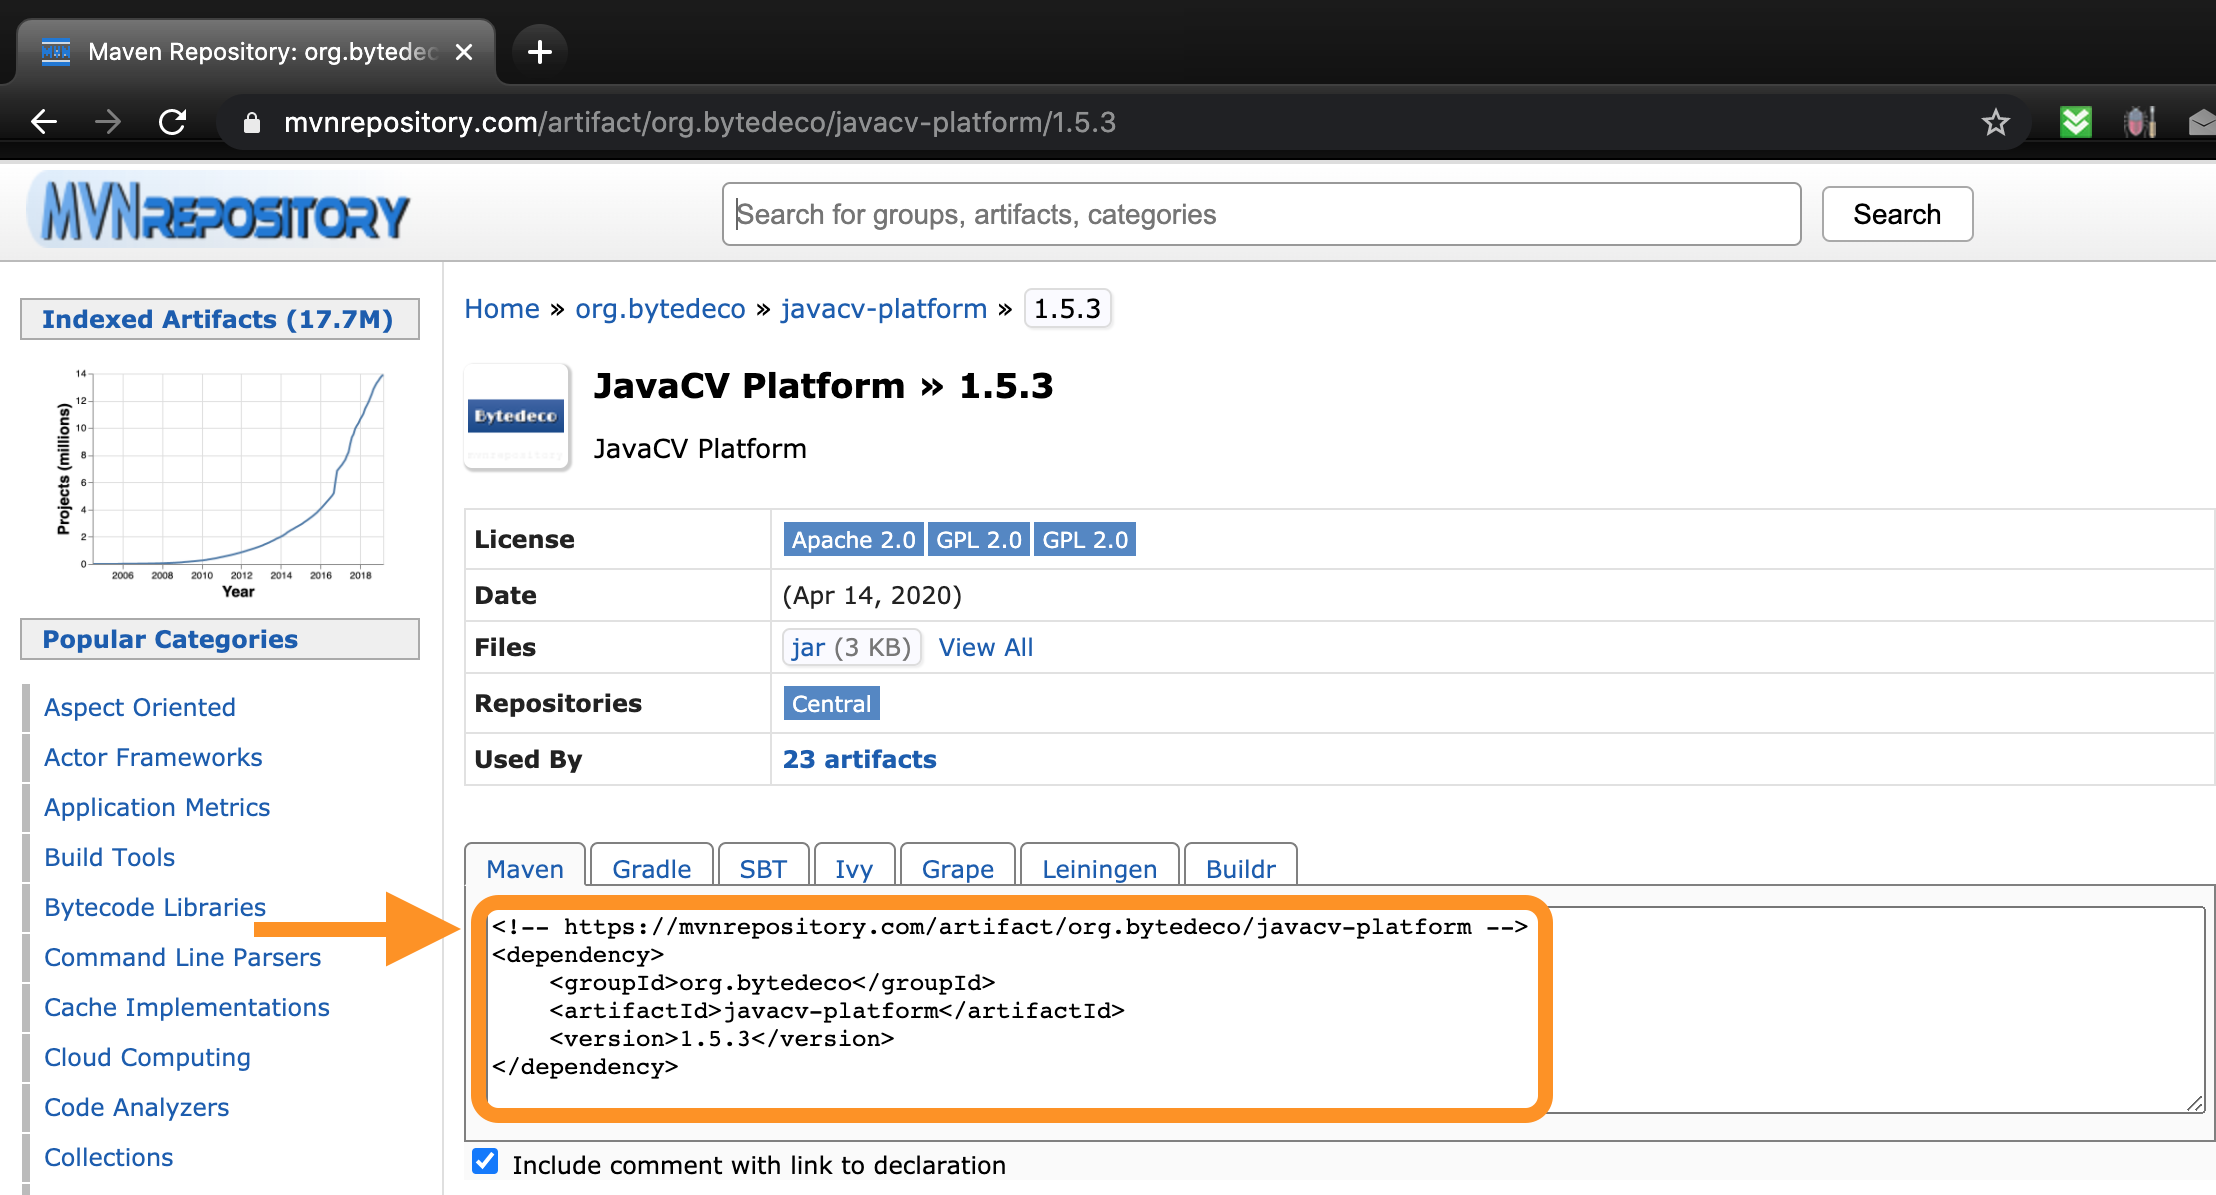 Maven Repository: org.bytedec
mvnrepository.com/artifact/org.bytedeco/javacv-platform/1.5.3
MVNREPOSITORY
Search for groups, artifacts, categories
Search
Indexed Artifacts (17.7M)
Projects (millions)
14
12
10
8
6
4
2
0
2006 2008 2010 2012 2014 2016 2018
Year
Popular Categories
Aspect Oriented
Actor Frameworks
Application Metrics
Build Tools
Bytecode Libraries
Command Line Parsers
Cache Implementations
Cloud Computing
Code Analyzers
Collections
Home » org.bytedeco » javacv-platform » 1.5.3
Bytedeco
mvnrepository
JavaCV Platform » 1.5.3
JavaCV Platform
License Apache 2.0 GPL 2.0 GPL 2.0
Date (Apr 14, 2020)
Files jar (3 KB) View All
Repositories Central
Used By 23 artifacts
Maven Gradle SBT Ivy Grape Leiningen Buildr
<!-- https://mvnrepository.com/artifact/org.bytedeco/javacv-platform -->
<dependency>
    <groupId>org.bytedeco</groupId>
    <artifactId>javacv-platform</artifactId>
    <version>1.5.3</version>
</dependency>
Include comment with link to declaration